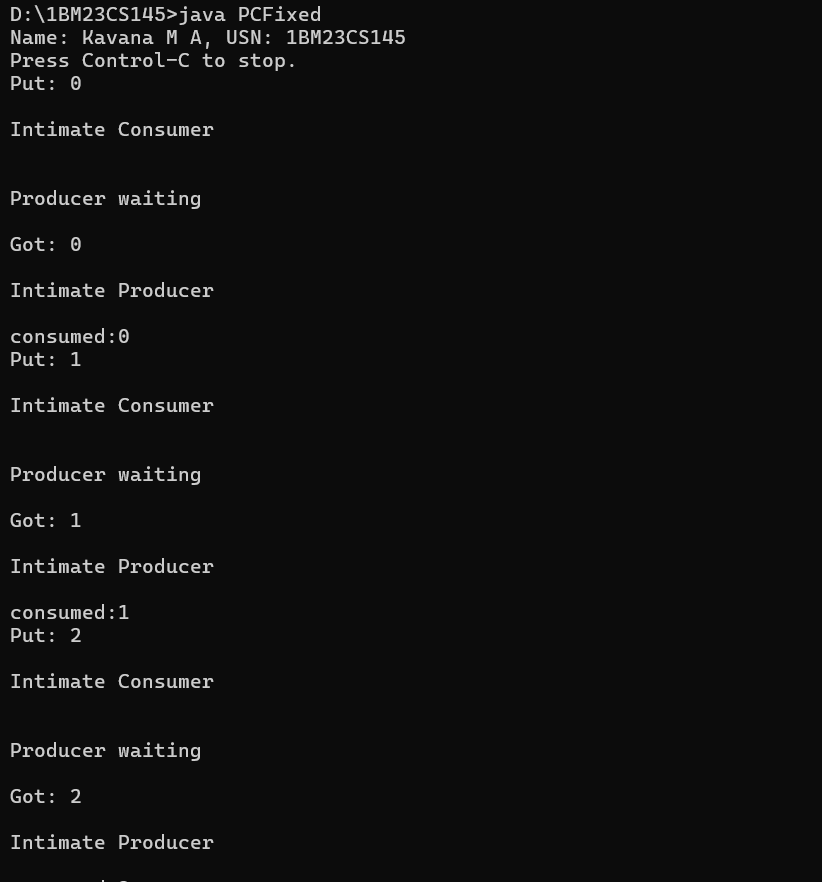 D:\1BM23CS145>java PCFixed
Name: Kavana M A, USN: 1BM23CS145
Press Control-C to stop.
Put: 0
Intimate Consumer
Producer waiting
Got: 0
Intimate Producer
consumed:0
Put: 1
Intimate Consumer
Producer waiting
Got: 1
Intimate Producer
consumed:1
Put: 2
Intimate Consumer
Producer waiting
Got: 2
Intimate Producer